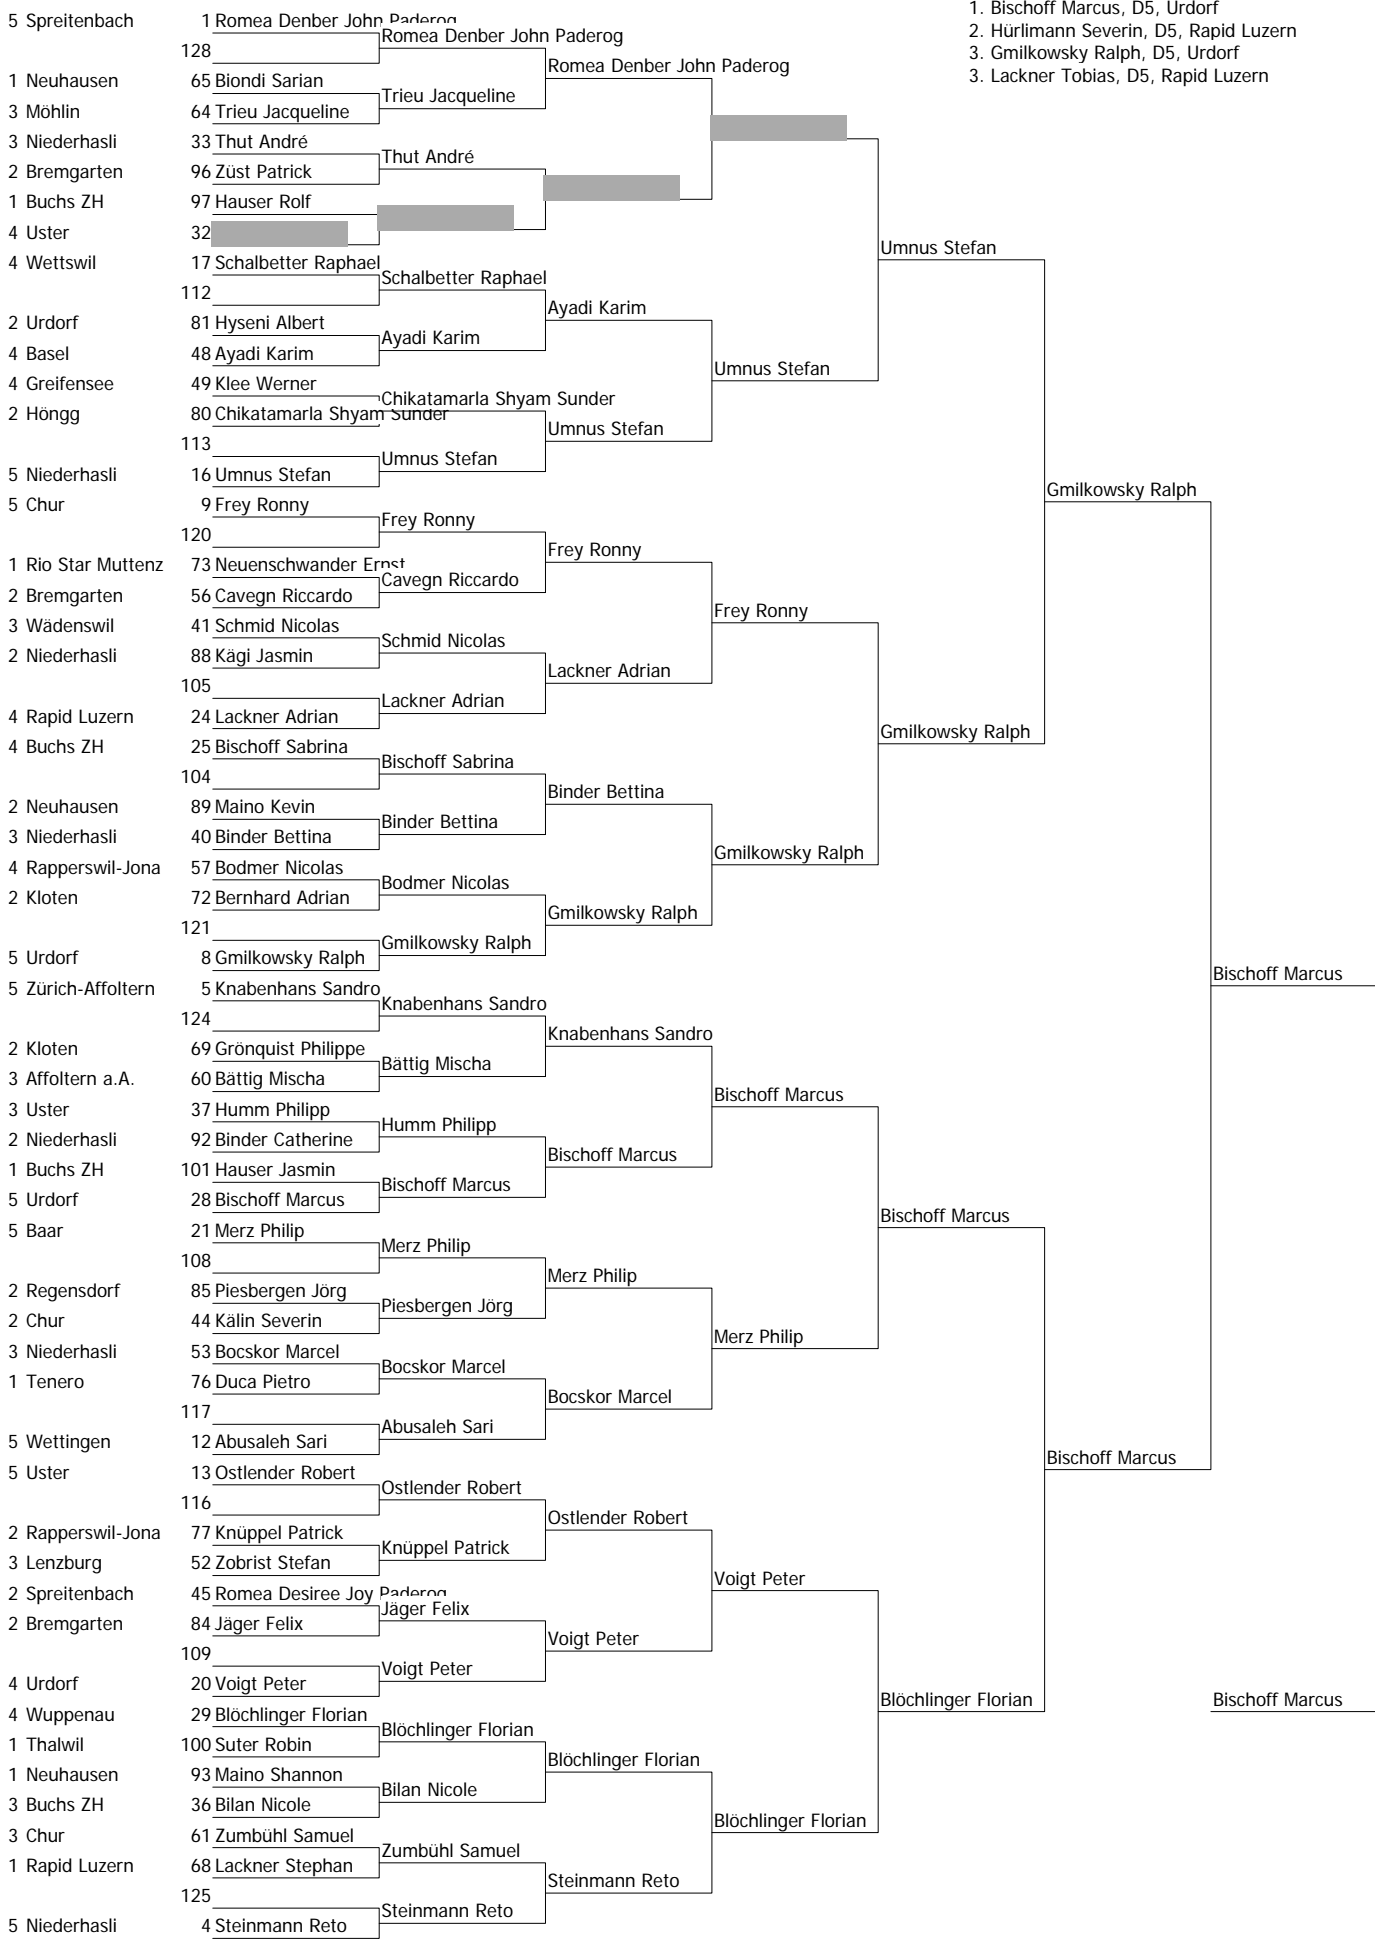 1. Bischoff Marcus, D5, Urdorf
2. Hürlimann Severin, D5, Rapid Luzern
3. Gmilkowsky Ralph, D5, Urdorf
3. Lackner Tobias, D5, Rapid Luzern
5 Spreitenbach 1 Romea Denber John Paderog
Romea Denber John Paderog
128
Romea Denber John Paderog
1 Neuhausen 65 Biondi Sarian
Trieu Jacqueline
3 Möhlin 64 Trieu Jacqueline
3 Niederhasli 33 Thut André
Thut André
2 Bremgarten 96 Züst Patrick
1 Buchs ZH 97 Hauser Rolf
4 Uster 32
Umnus Stefan
4 Wettswil 17 Schalbetter Raphael
Schalbetter Raphael
112
Ayadi Karim
2 Urdorf 81 Hyseni Albert
Ayadi Karim
4 Basel 48 Ayadi Karim
Umnus Stefan
4 Greifensee 49 Klee Werner
Chikatamarla Shyam Sunder
2 Höngg 80 Chikatamarla Shyam Sunder
Umnus Stefan
113
Umnus Stefan
5 Niederhasli 16 Umnus Stefan
Gmilkowsky Ralph
5 Chur 9 Frey Ronny
Frey Ronny
120
Frey Ronny
1 Rio Star Muttenz 73 Neuenschwander Ernst
Cavegn Riccardo
2 Bremgarten 56 Cavegn Riccardo
Frey Ronny
3 Wädenswil 41 Schmid Nicolas
Schmid Nicolas
2 Niederhasli 88 Kägi Jasmin
Lackner Adrian
105
Lackner Adrian
4 Rapid Luzern 24 Lackner Adrian
Gmilkowsky Ralph
4 Buchs ZH 25 Bischoff Sabrina
Bischoff Sabrina
104
Binder Bettina
2 Neuhausen 89 Maino Kevin
Binder Bettina
3 Niederhasli 40 Binder Bettina
Gmilkowsky Ralph
4 Rapperswil-Jona 57 Bodmer Nicolas
Bodmer Nicolas
2 Kloten 72 Bernhard Adrian
Gmilkowsky Ralph
121
Gmilkowsky Ralph
5 Urdorf 8 Gmilkowsky Ralph
Bischoff Marcus
5 Zürich-Affoltern 5 Knabenhans Sandro
Knabenhans Sandro
124
Knabenhans Sandro
2 Kloten 69 Grönquist Philippe
Bättig Mischa
3 Affoltern a.A. 60 Bättig Mischa
Bischoff Marcus
3 Uster 37 Humm Philipp
Humm Philipp
2 Niederhasli 92 Binder Catherine
Bischoff Marcus
1 Buchs ZH 101 Hauser Jasmin
Bischoff Marcus
5 Urdorf 28 Bischoff Marcus
Bischoff Marcus
5 Baar 21 Merz Philip
Merz Philip
108
Merz Philip
2 Regensdorf 85 Piesbergen Jörg
Piesbergen Jörg
2 Chur 44 Kälin Severin
Merz Philip
3 Niederhasli 53 Bocskor Marcel
Bocskor Marcel
1 Tenero 76 Duca Pietro
Bocskor Marcel
117
Abusaleh Sari
5 Wettingen 12 Abusaleh Sari
Bischoff Marcus
5 Uster 13 Ostlender Robert
Ostlender Robert
116
Ostlender Robert
2 Rapperswil-Jona 77 Knüppel Patrick
Knüppel Patrick
3 Lenzburg 52 Zobrist Stefan
Voigt Peter
2 Spreitenbach 45 Romea Desiree Joy Paderog
Jäger Felix
2 Bremgarten 84 Jäger Felix
Voigt Peter
109
Voigt Peter
4 Urdorf 20 Voigt Peter
Blöchlinger Florian
Bischoff Marcus
4 Wuppenau 29 Blöchlinger Florian
Blöchlinger Florian
1 Thalwil 100 Suter Robin
Blöchlinger Florian
1 Neuhausen 93 Maino Shannon
Bilan Nicole
3 Buchs ZH 36 Bilan Nicole
Blöchlinger Florian
3 Chur 61 Zumbühl Samuel
Zumbühl Samuel
1 Rapid Luzern 68 Lackner Stephan
Steinmann Reto
125
Steinmann Reto
5 Niederhasli 4 Steinmann Reto